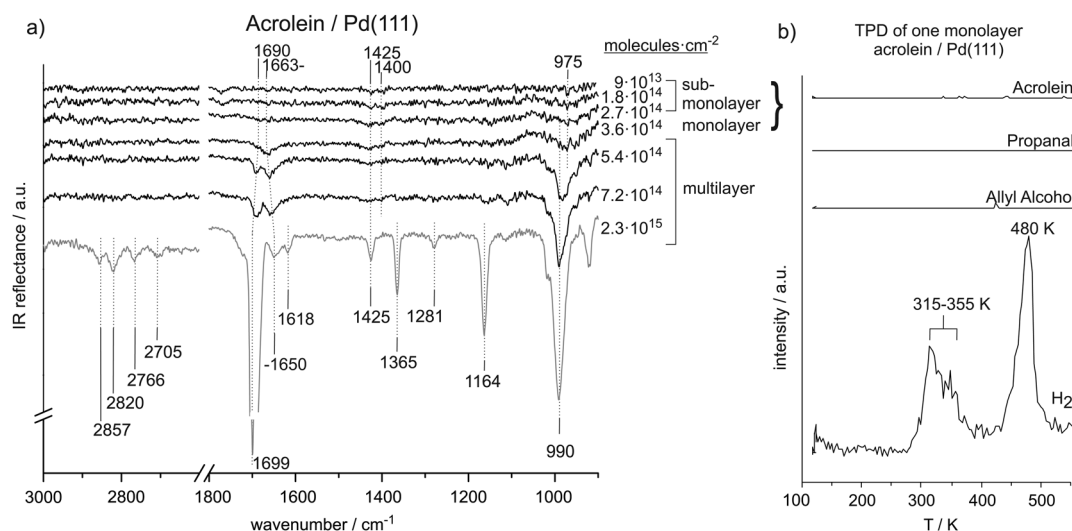 a)
Acrolein / Pd(111)
1690
1663-
1425
1400
975
molecules·cm-2
9·10^13
1.8·10^14
2.7·10^14
3.6·10^14
5.4·10^14
7.2·10^14
2.3·10^15
sub-
monolayer
monolayer
multilayer
}
IR reflectance / a.u.
2857
2820
2766
2705
1699
-1650
1618
1425
1365
1281
1164
990
3000
2800
1800
1600
1400
1200
1000
wavenumber / cm-1
b)
TPD of one monolayer
acrolein / Pd(111)
Acrolein
Propanal
Allyl Alcohol
480 K
315-355 K
H2
intensity / a.u.
100
200
300
400
500
T / K